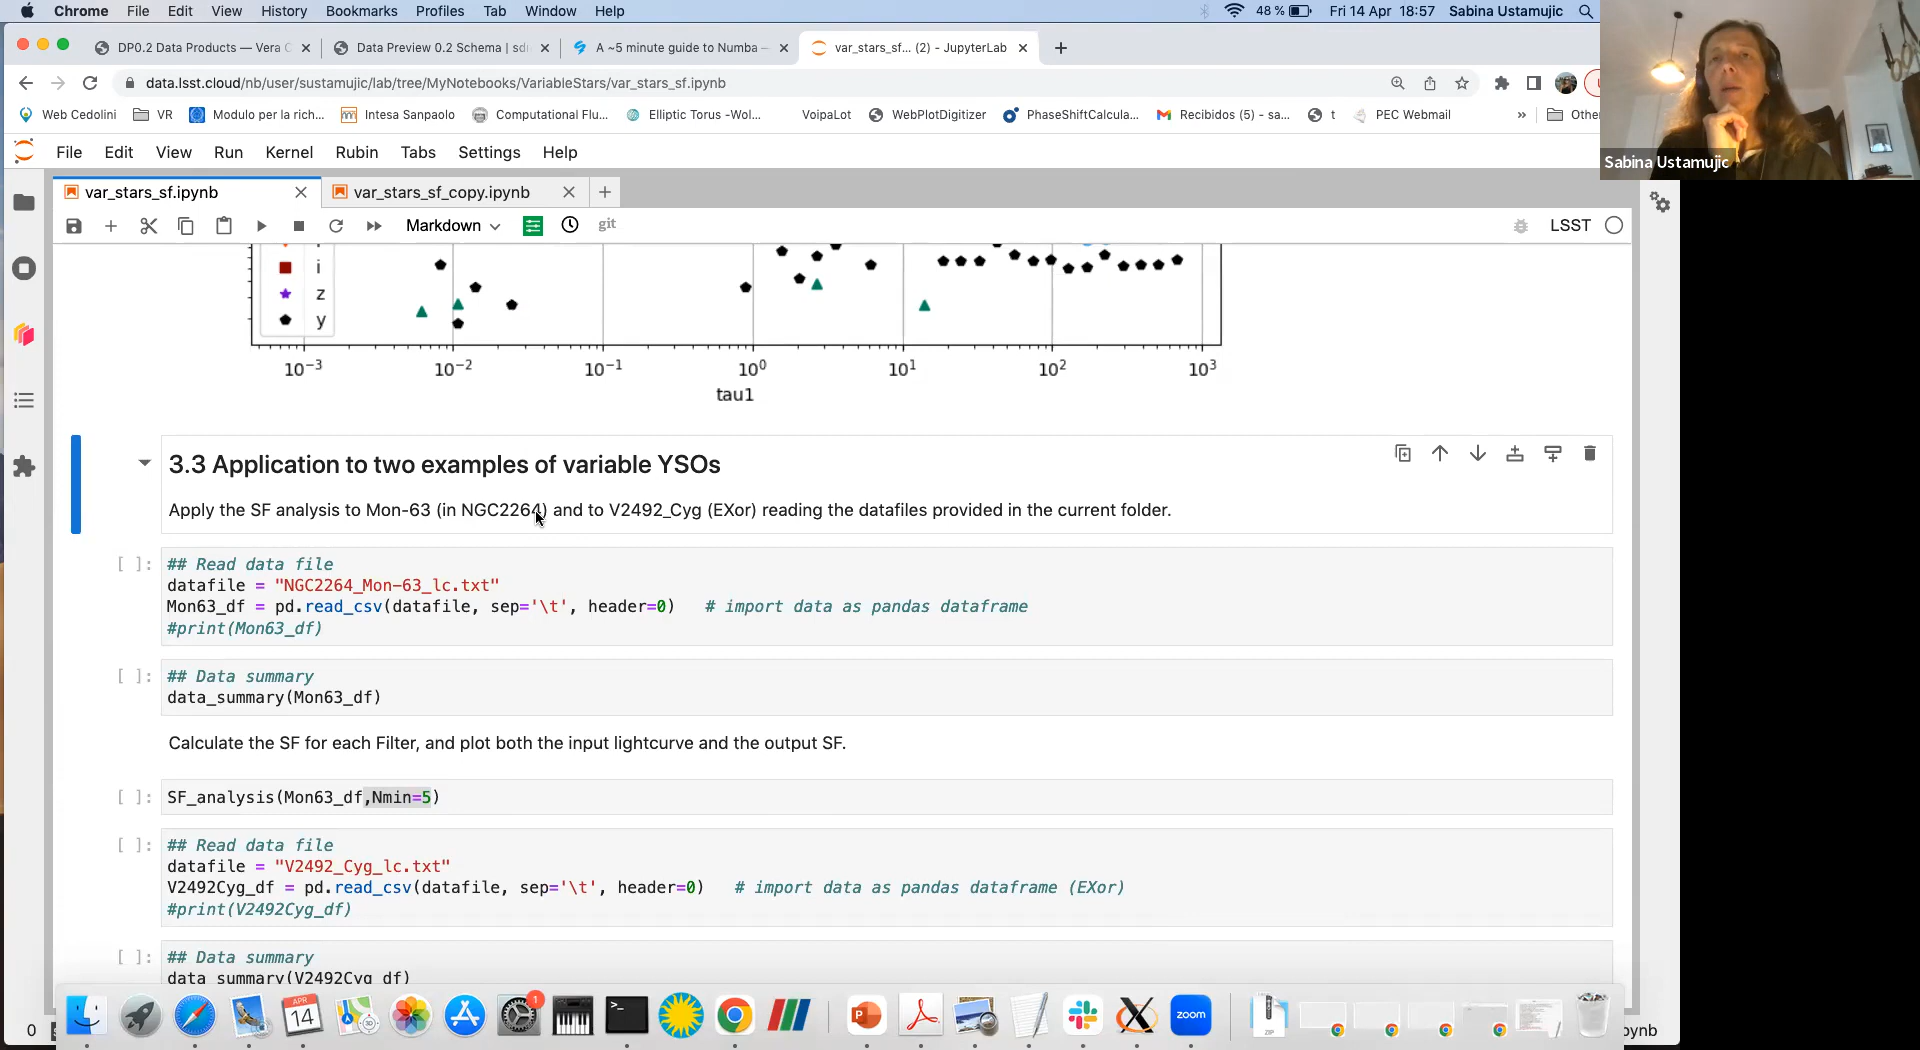 Chrome File Edit View History Bookmarks Profiles Tab Window Help 48 % Fri 14 Apr 18:57 Sabina Ustamujic
DP0.2 Data Products — Vera C
Data Preview 0.2 Schema | sd
A ~5 minute guide to Numba —
var_stars_sf... (2) - JupyterLab
data.lsst.cloud/nb/user/sustamujic/lab/tree/MyNotebooks/VariableStars/var_stars_sf.ipynb
Web Cedolini VR Modulo per la rich... Intesa Sanpaolo Computational Flu... Elliptic Torus -Wol... VoipaLot WebPlotDigitizer PhaseShiftCalcula... Recibidos (5) - sa... t PEC Webmail » Othe
Sabina Ustamujic
File Edit View Run Kernel Rubin Tabs Settings Help
var_stars_sf.ipynb
var_stars_sf_copy.ipynb
Markdown git LSST
i
z
y
10⁻³ 10⁻² 10⁻¹ 10⁰ 10¹ 10² 10³
tau1
3.3 Application to two examples of variable YSOs
Apply the SF analysis to Mon-63 (in NGC2264) and to V2492_Cyg (EXor) reading the datafiles provided in the current folder.
[ ]: ## Read data file
datafile = "NGC2264_Mon-63_lc.txt"
Mon63_df = pd.read_csv(datafile, sep='\t', header=0) # import data as pandas dataframe
#print(Mon63_df)
[ ]: ## Data summary
data_summary(Mon63_df)
Calculate the SF for each Filter, and plot both the input lightcurve and the output SF.
[ ]: SF_analysis(Mon63_df,Nmin=5)
[ ]: ## Read data file
datafile = "V2492_Cyg_lc.txt"
V2492Cyg_df = pd.read_csv(datafile, sep='\t', header=0) # import data as pandas dataframe (EXor)
#print(V2492Cyg_df)
[ ]: ## Data summary
data_summary(V2492Cyg_df)
APR
14
1
zoom
ZIP
0
ynb